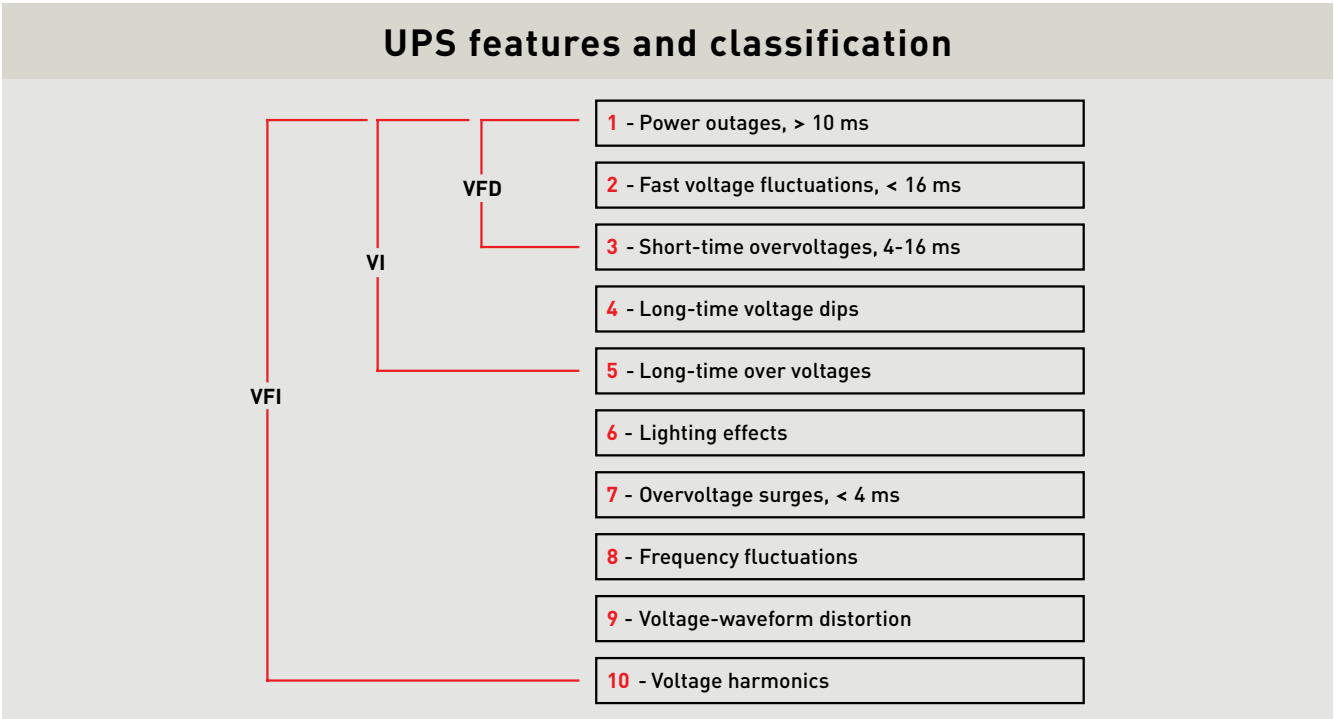 UPS features and classification
1 - Power outages, > 10 ms
2 - Fast voltage fluctuations, < 16 ms
VFD
3 - Short-time overvoltages, 4-16 ms
VI
4 - Long-time voltage dips
5 - Long-time over voltages
VFI
6 - Lighting effects
7 - Overvoltage surges, < 4 ms
8 - Frequency fluctuations
9 - Voltage-waveform distortion
10 - Voltage harmonics